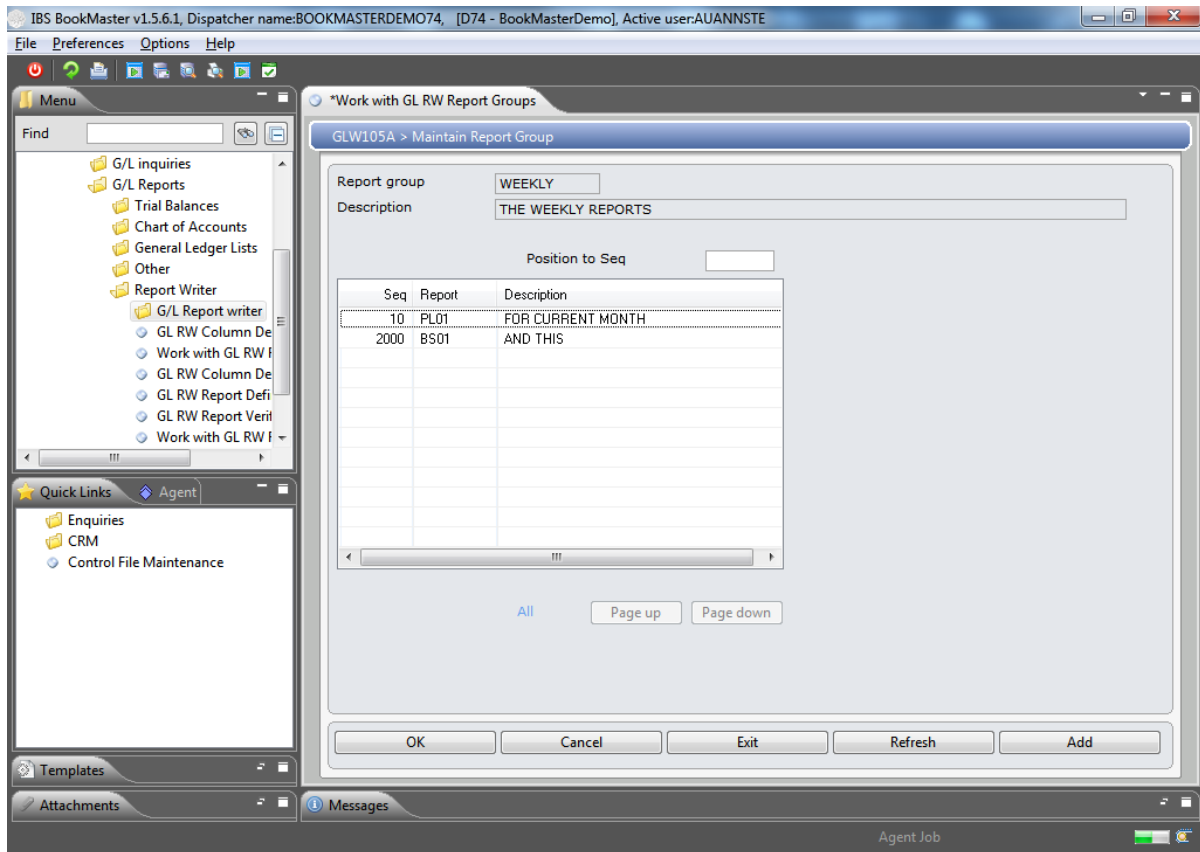 IBS BookMaster v1.5.6.1, Dispatcher name:BOOKMASTERDEMO74, [D74 - BookMasterDemo], Active user:AUANNSTE
File Preferences Options Help
Menu
Find
G/L inquiries
G/L Reports
Trial Balances
Chart of Accounts
General Ledger Lists
Other
Report Writer
G/L Report writer
GL RW Column De
Work with GL RW
GL RW Column De
GL RW Report Defi
GL RW Report Verif
Work with GL RW
Quick Links Agent
Enquiries
CRM
Control File Maintenance
Templates
Attachments
*Work with GL RW Report Groups
GLW105A > Maintain Report Group
Report group WEEKLY
Description THE WEEKLY REPORTS
Position to Seq
Seq Report Description
10 PL01 FOR CURRENT MONTH
2000 BS01 AND THIS
All Page up Page down
OK Cancel Exit Refresh Add
Messages
Agent Job